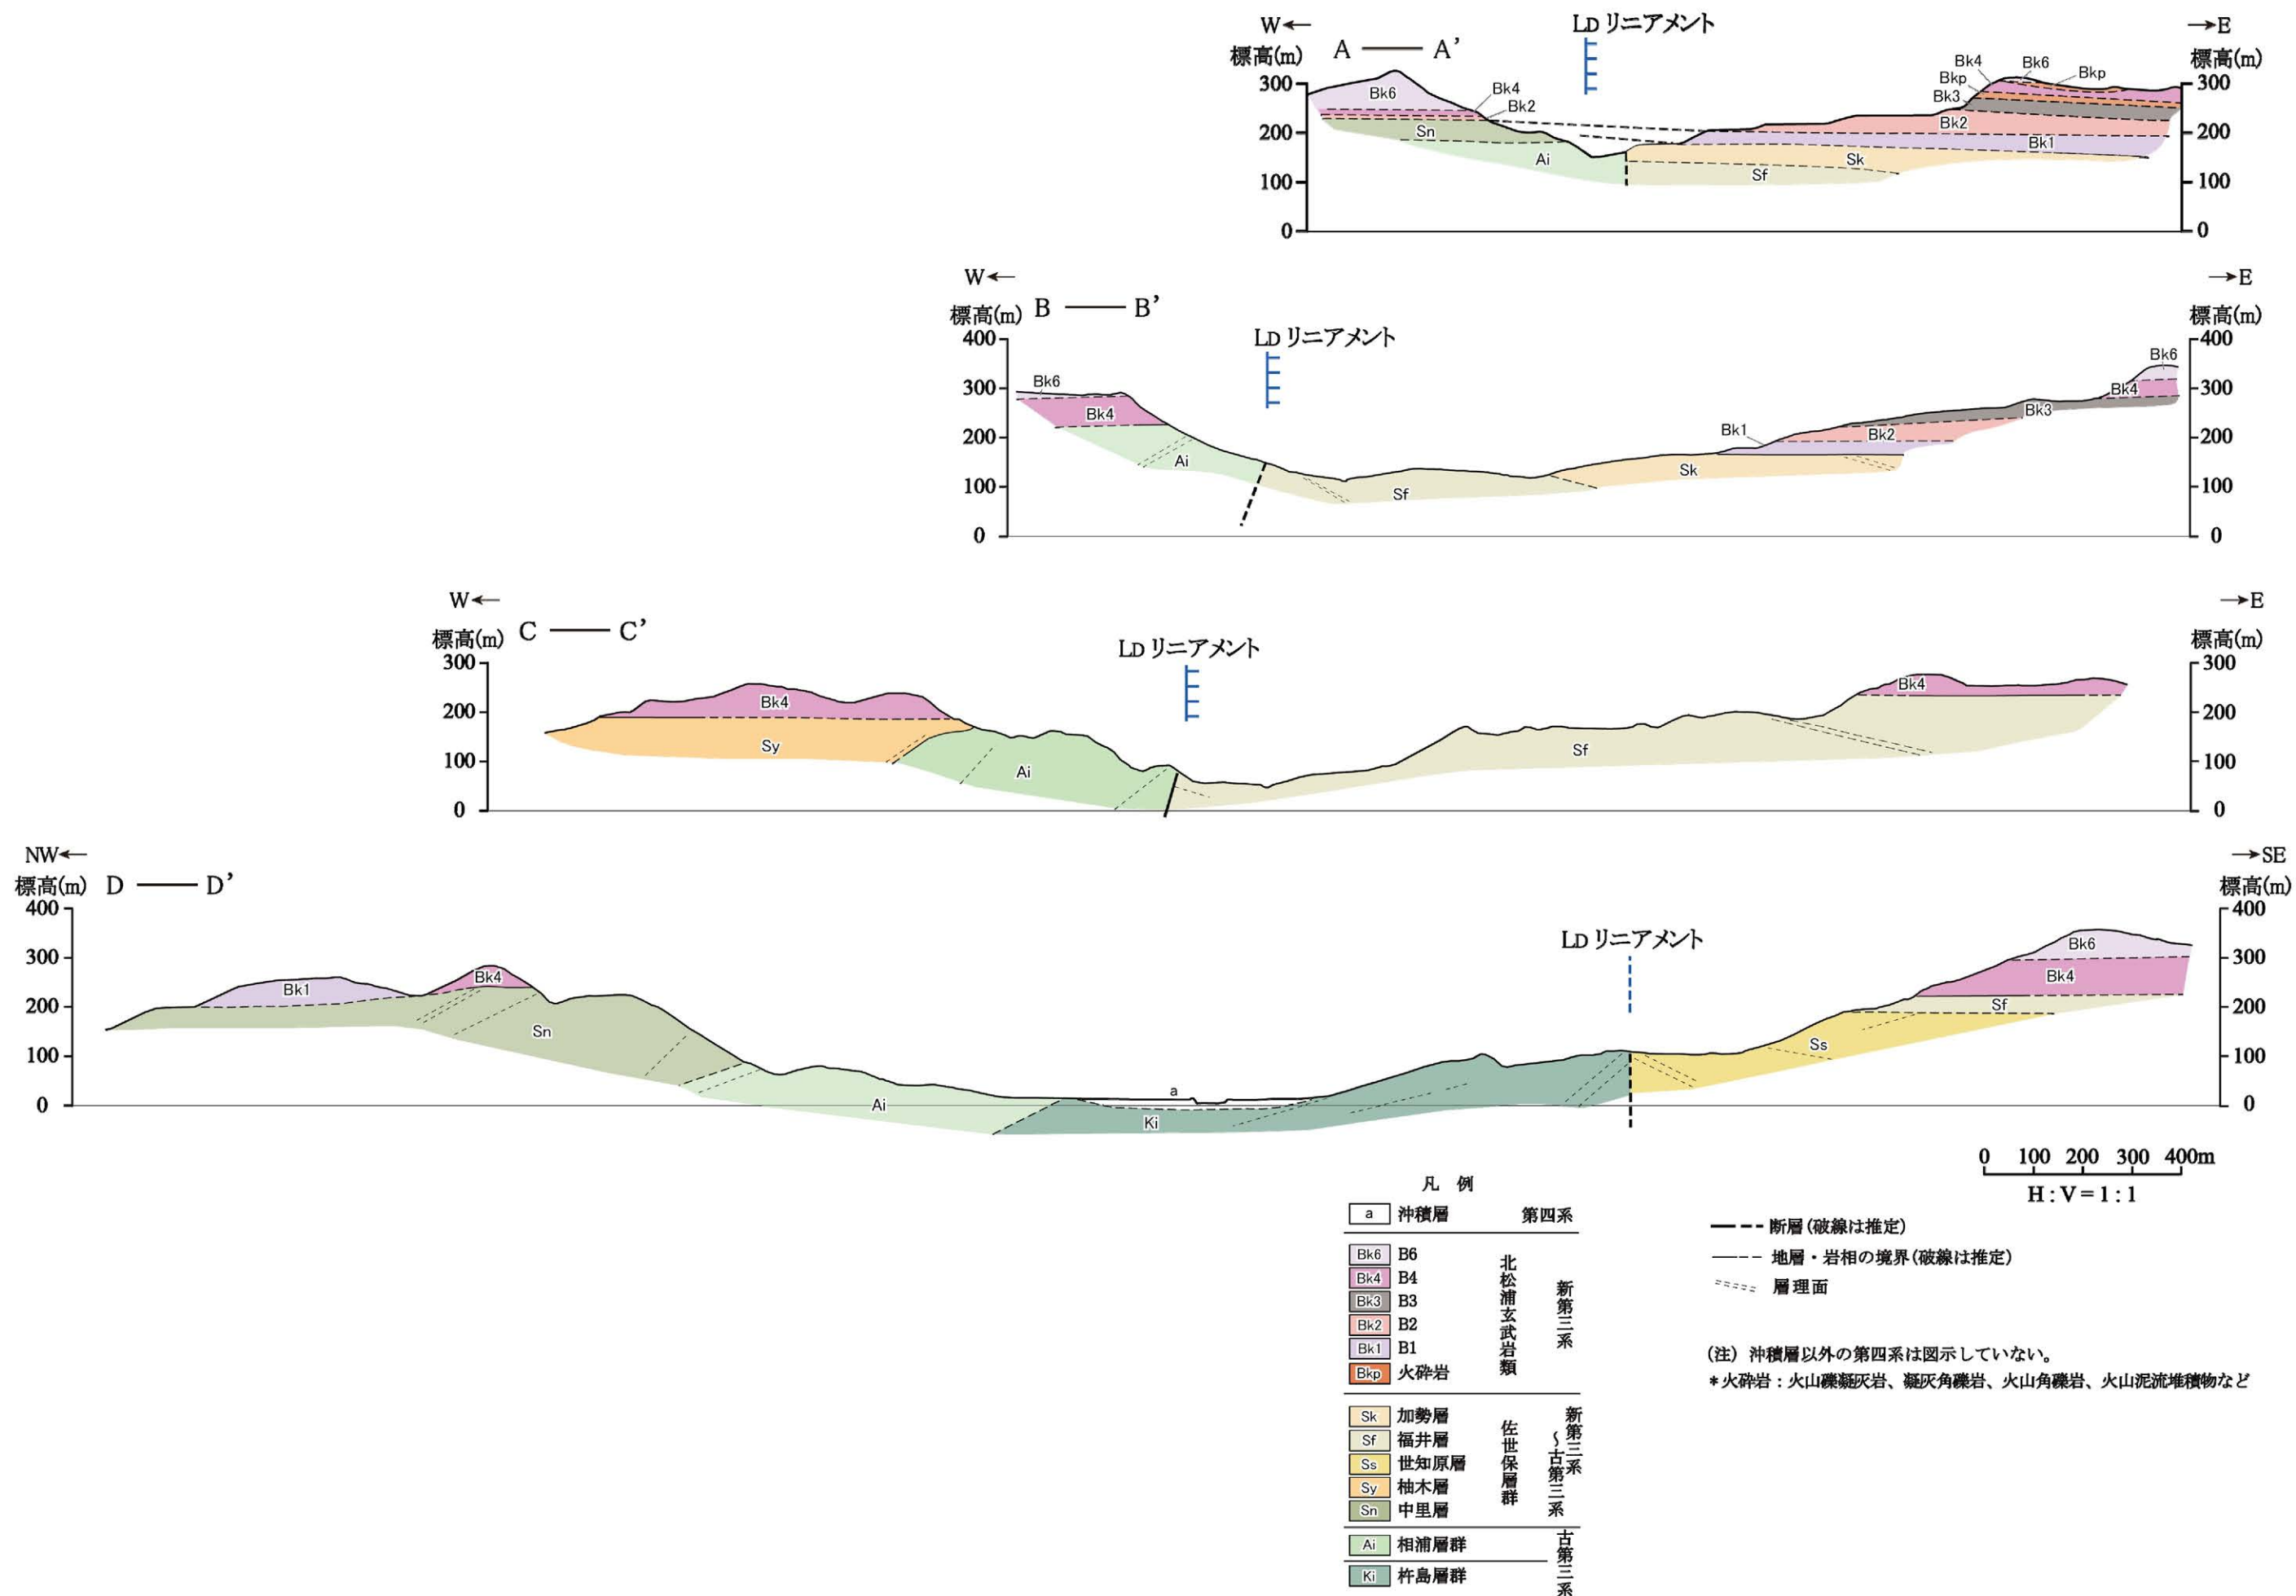 W← LD リニアメント →E
標高(m) A —— A’ 標高(m)
Bk4 Bk6 Bkp
Bkp
Bk3
300 Bk6 Bk4 300
Bk2
200 Sn Bk2 200
Bk1
Ai Sk
100 Sf 100
0 0
W← →E
標高(m) B —— B’ 標高(m)
LD リニアメント
400 400
Bk6 Bk6
300 Bk4 300
Bk4 Bk3
200 Bk1 Bk2 200
Ai Sk
100 Sf 100
0 0
W← →E
標高(m) C —— C’ 標高(m)
LD リニアメント
300 300
Bk4 Bk4
200 200
Sy Sf
100 Ai 100
0 0
NW← →SE
標高(m) D —— D’ 標高(m)
400 400
LD リニアメント Bk6
300 300
Bk4 Bk4
Bk1
200 Sf 200
Sn Ss
100 100
a
0 Ai 0
Ki
0 100 200 300 400m
H : V = 1 : 1
凡 例
a 沖積層 第四系
Bk6 B6
Bk4 B4
Bk3 B3
Bk2 B2
Bk1 B1
Bkp 火砕岩
北松浦玄武岩類
新第三系
Sk 加勢層
Sf 福井層
Ss 世知原層
Sy 柚木層
Sn 中里層
佐世保層群
新第三系
～古第三系
Ai 相浦層群
Ki 杵島層群
古第三系
断層(破線は推定)
地層・岩相の境界(破線は推定)
層理面
(注) 沖積層以外の第四系は図示していない。
*火砕岩：火山礫凝灰岩、凝灰角礫岩、火山角礫岩、火山泥流堆積物など